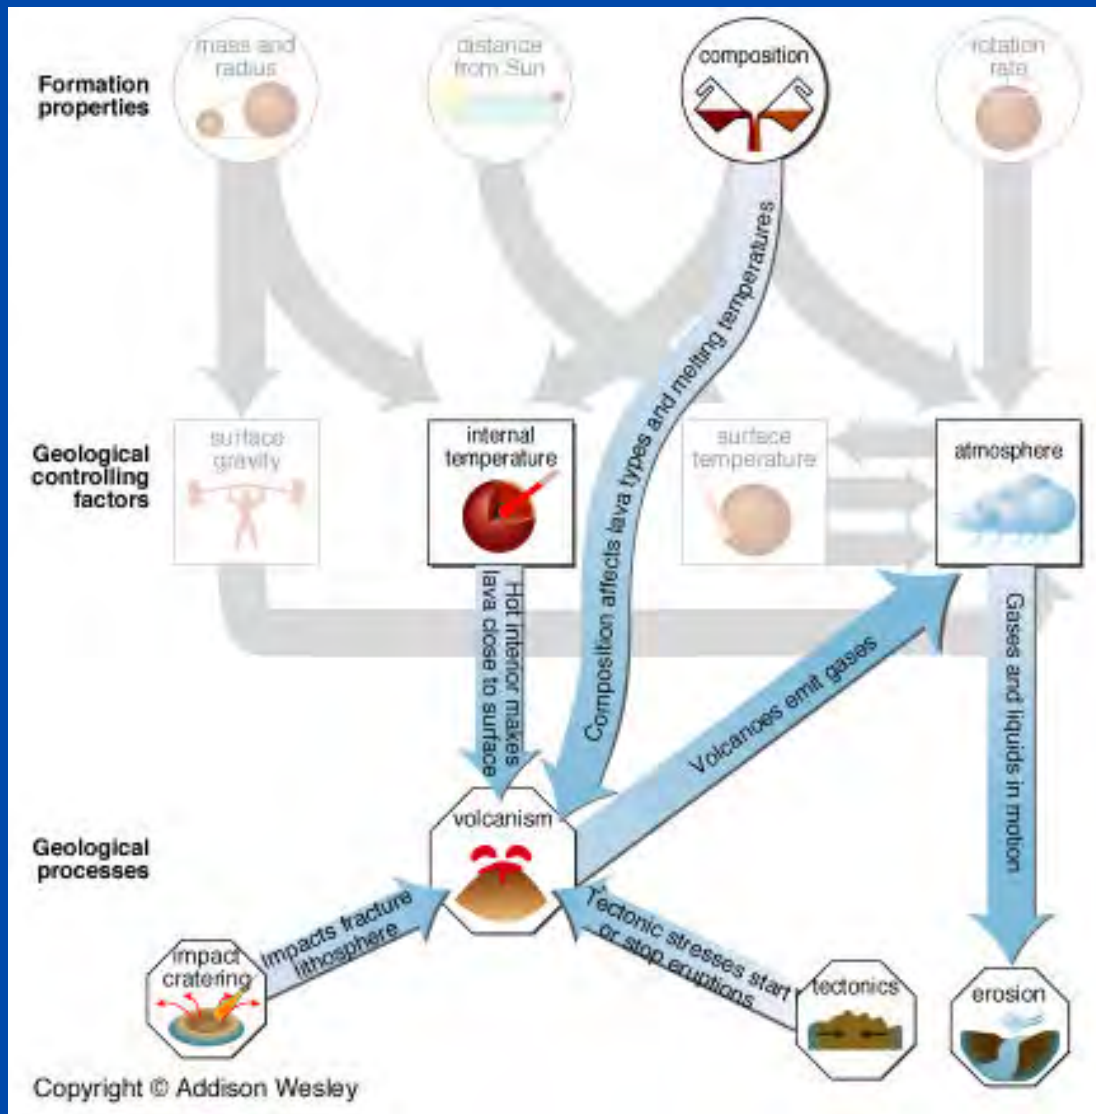 Formation
properties
mass and
radius
distance
from Sun
composition
rotation
rate
Composition affects lava types and melting temperatures
Geological
controlling
factors
surface
gravity
internal
temperature
surface
temperature
atmosphere
Hot interior makes
lava close to surface
Volcanoes emit gases
Gases and liquids in motion
Geological
processes
volcanism
Impacts fracture
lithosphere
Tectonic stresses start
or stop eruptions
impact
cratering
tectonics
erosion
Copyright © Addison Wesley